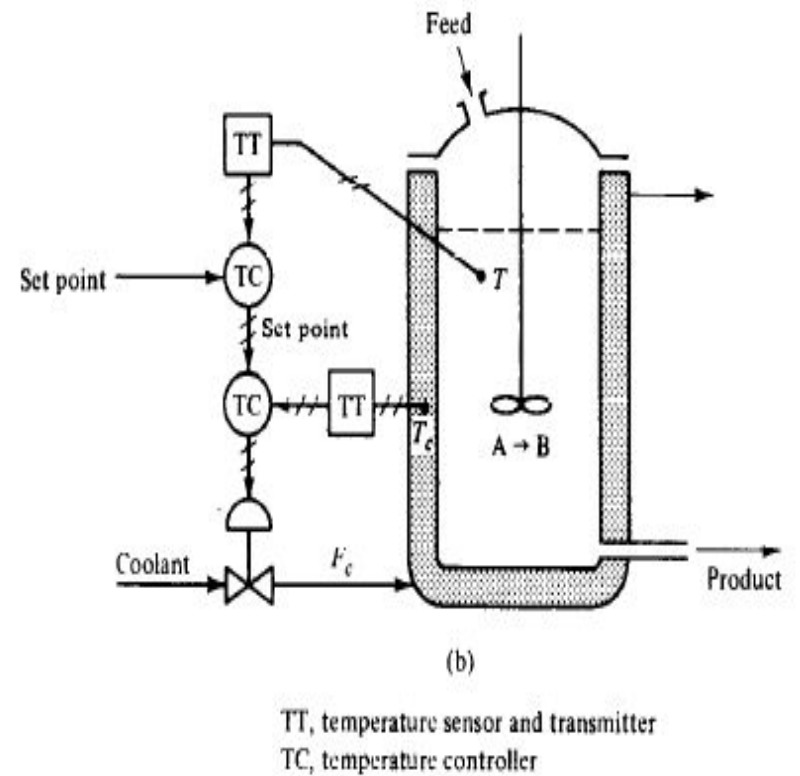 Feed
TT
Set point
TC
T
Set point
TC
TT
T_c
A → B
Coolant
F_c
Product
(b)
TT, temperature sensor and transmitter
TC, temperature controller